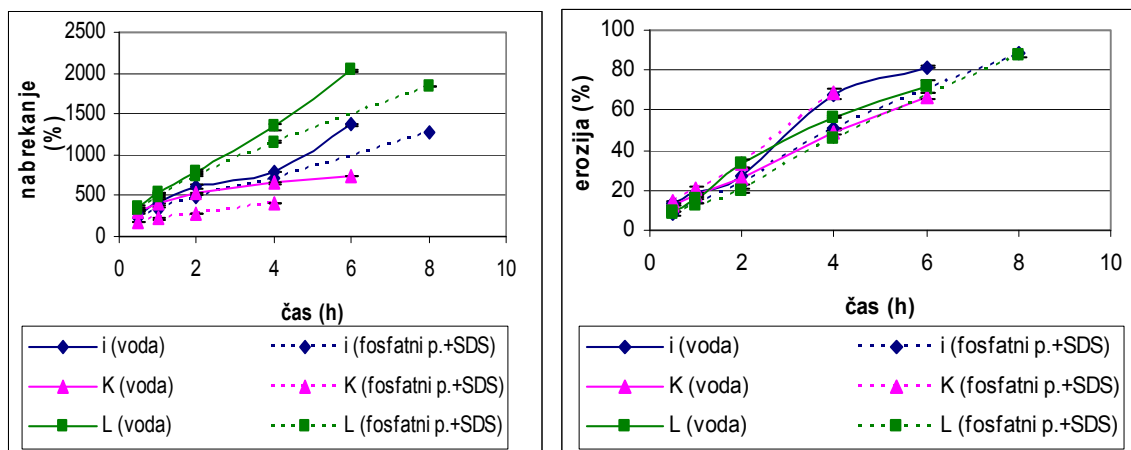 nabrekanje
(%)
2500
2000
1500
1000
500
0
0 2 4 6 8 10
čas (h)
i (voda) i (fosfatni p.+SDS)
K (voda) K (fosfatni p.+SDS)
L (voda) L (fosfatni p.+SDS)
erozija (%)
100
80
60
40
20
0
0 2 4 6 8 10
čas (h)
i (voda) i (fosfatni p.+SDS)
K (voda) K (fosfatni p.+SDS)
L (voda) L (fosfatni p.+SDS)